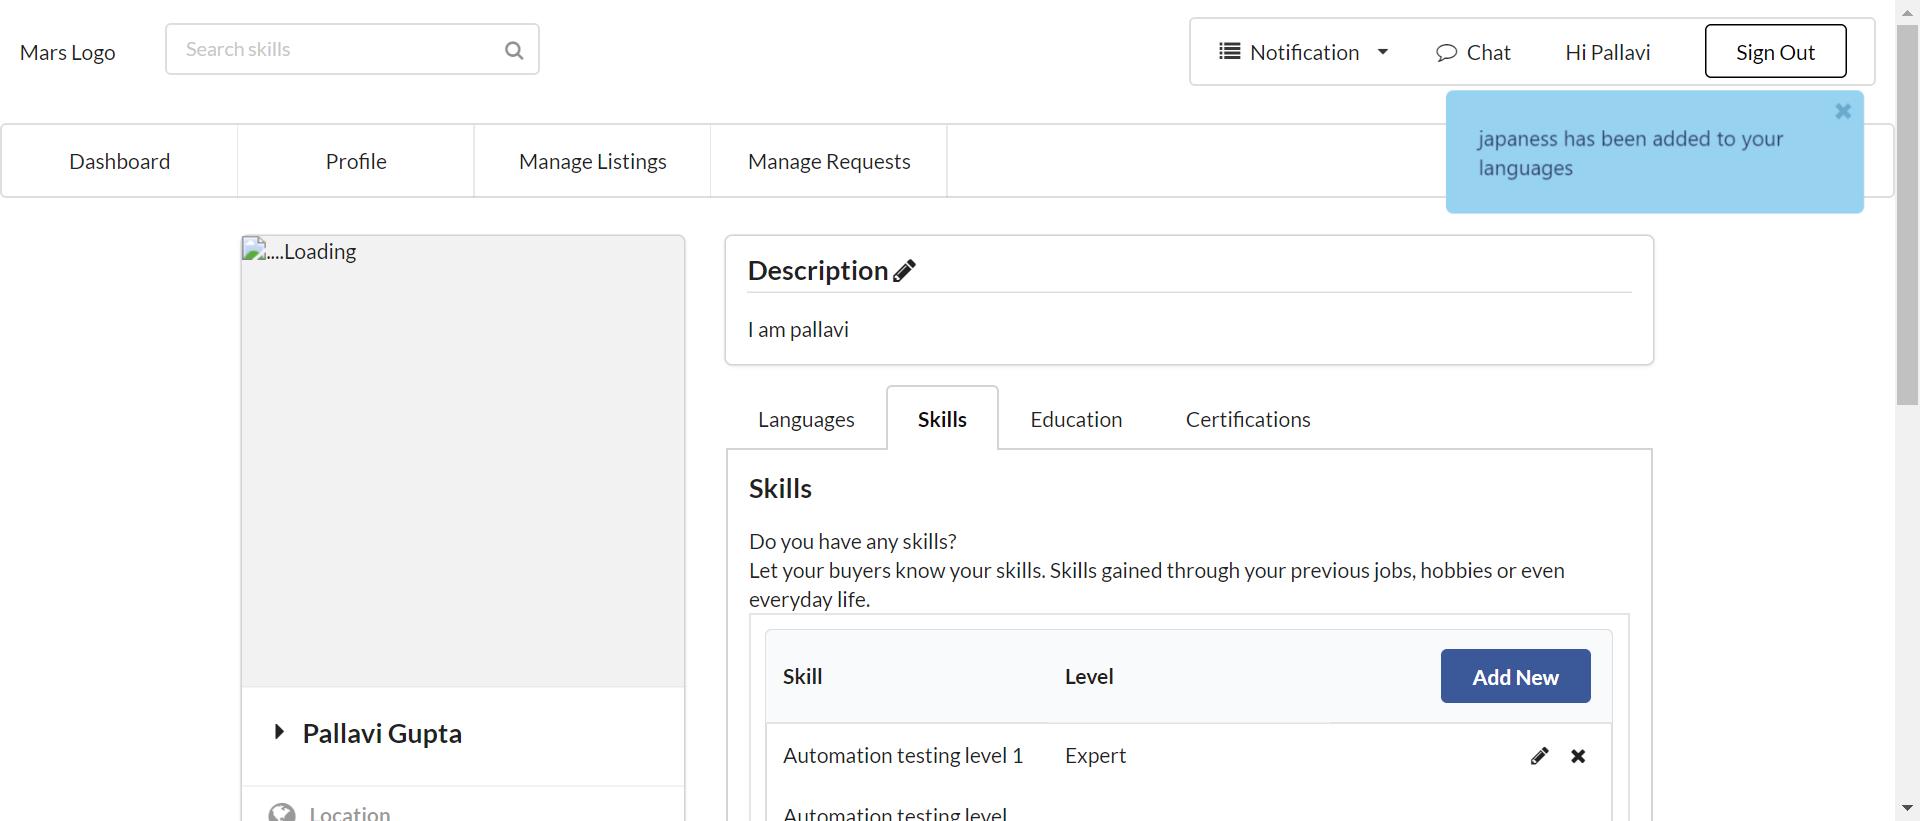 Mars Logo
Search skills
Notification
Chat
Hi Pallavi
Sign Out
japaness has been added to your
languages
Dashboard
Profile
Manage Listings
Manage Requests
....Loading
Description
I am pallavi
Languages
Skills
Education
Certifications
Skills
Do you have any skills?
Let your buyers know your skills. Skills gained through your previous jobs, hobbies or even
everyday life.
Skill
Level
Add New
Automation testing level 1
Expert
Automation testing level
Pallavi Gupta
Location